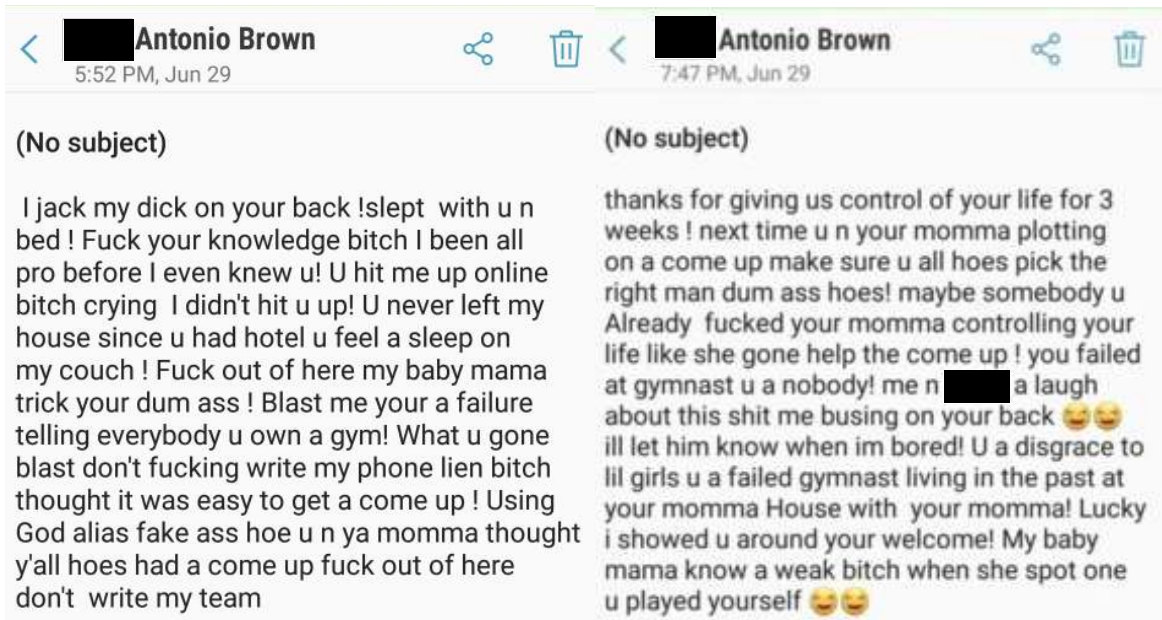 Antonio Brown
5:52 PM, Jun 29
(No subject)
I jack my dick on your back !slept with u n
bed ! Fuck your knowledge bitch I been all
pro before I even knew u! U hit me up online
bitch crying I didn't hit u up! U never left my
house since u had hotel u feel a sleep on
my couch ! Fuck out of here my baby mama
trick your dum ass ! Blast me your a failure
telling everybody u own a gym! What u gone
blast don't fucking write my phone lien bitch
thought it was easy to get a come up ! Using
God alias fake ass hoe u n ya momma thought
y'all hoes had a come up fuck out of here
don't write my team
Antonio Brown
7:47 PM, Jun 29
(No subject)
thanks for giving us control of your life for 3
weeks ! next time u n your momma plotting
on a come up make sure u all hoes pick the
right man dum ass hoes! maybe somebody u
Already fucked your momma controlling your
life like she gone help the come up ! you failed
at gymnast u a nobody! me n a laugh
about this shit me busing on your back 😂😂
ill let him know when im bored! U a disgrace to
lil girls u a failed gymnast living in the past at
your momma House with your momma! Lucky
i showed u around your welcome! My baby
mama know a weak bitch when she spot one
u played yourself 😂😂